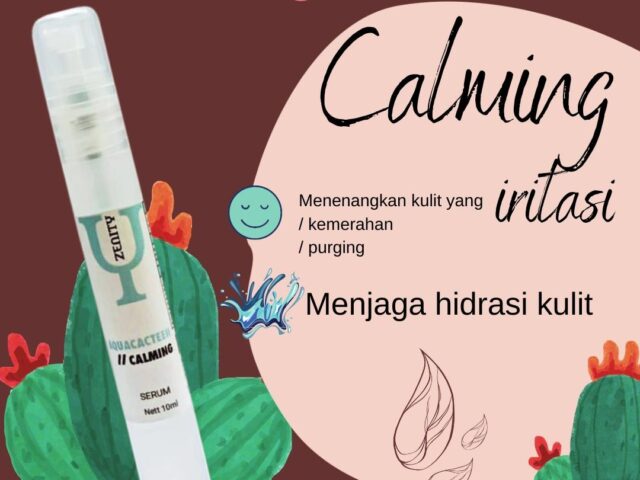 Calming
iritasi
Menenangkan kulit yang
/ kemerahan
/ purging
Menjaga hidrasi kulit
ZENITY
AQUACACTEEN
// CALMING
SERUM
Nett 10ml